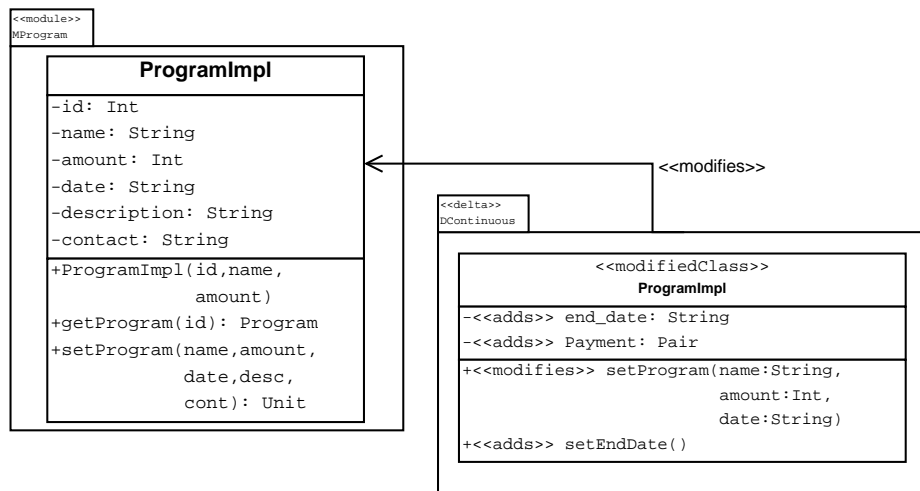 <<module>>
MProgram
ProgramImpl
-id: Int
-name: String
-amount: Int
-date: String
-description: String
-contact: String
+ProgramImpl(id,name,
amount)
+getProgram(id): Program
+setProgram(name,amount,
date,desc,
cont): Unit
<<modifies>>
<<delta>>
DContinuous
<<modifiedClass>>
ProgramImpl
-<<adds>> end_date: String
-<<adds>> Payment: Pair
+<<modifies>> setProgram(name:String,
amount:Int,
date:String)
+<<adds>> setEndDate()